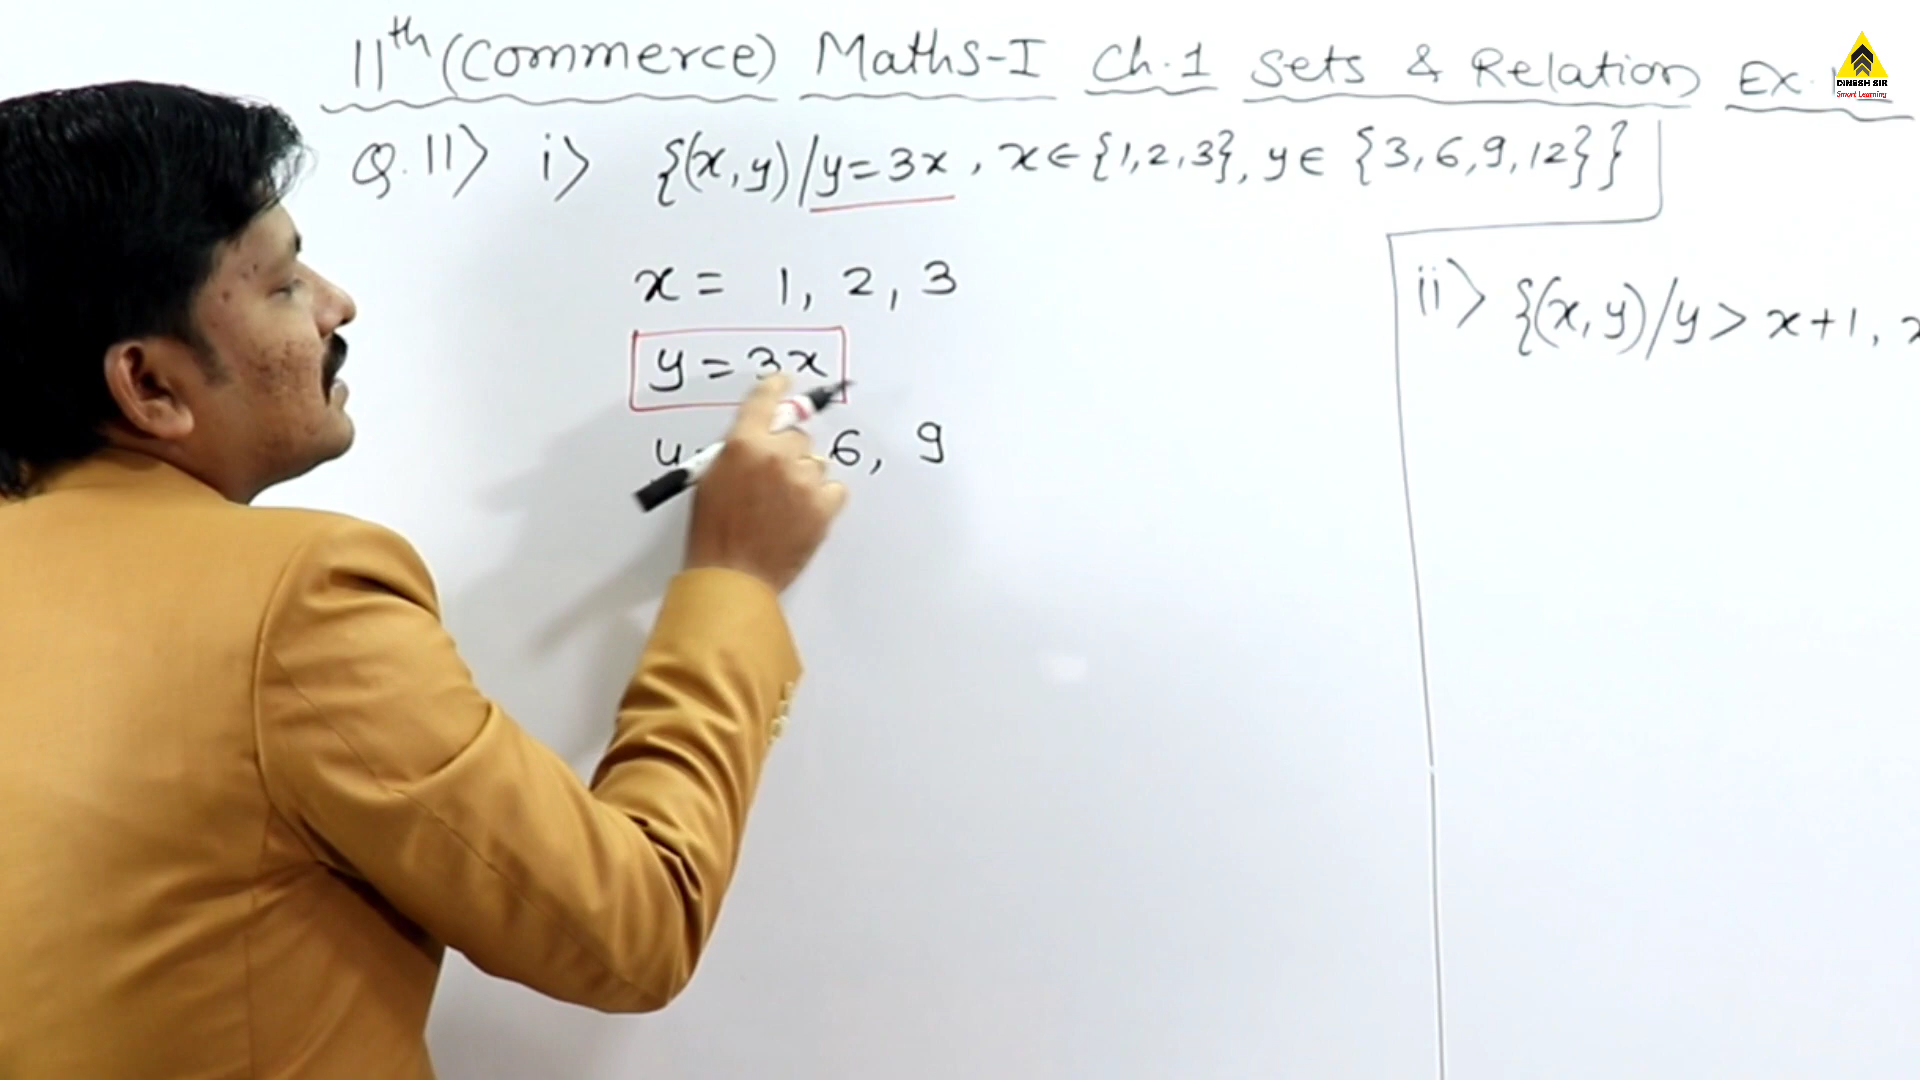 11th (Commerce) Maths-I Ch.1 Sets & Relation Ex.
DINESH SIR
Smart Learning
Q.11> i> {(x,y)/y=3x, x∈{1,2,3}, y∈ {3,6,9,12}}
x = 1, 2, 3
y = 3x
6, 9
ii> {(x,y)/y > x+1,